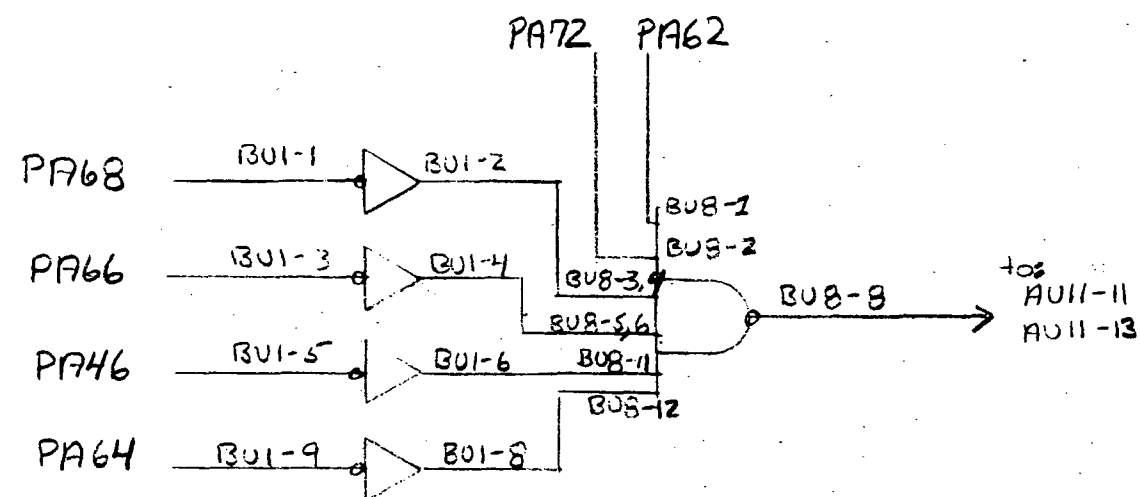 PA72 PA62
PA68 BU1-1 BU1-2
BU8-1
BU8-2
PA66 BU1-3 BU1-4 BU8-3,4
BU8-8
to:
AU11-11
AU11-13
BU8-5,6
PA46 BU1-5 BU1-6 BU8-11
BU8-12
PA64 BU1-9 BU1-8